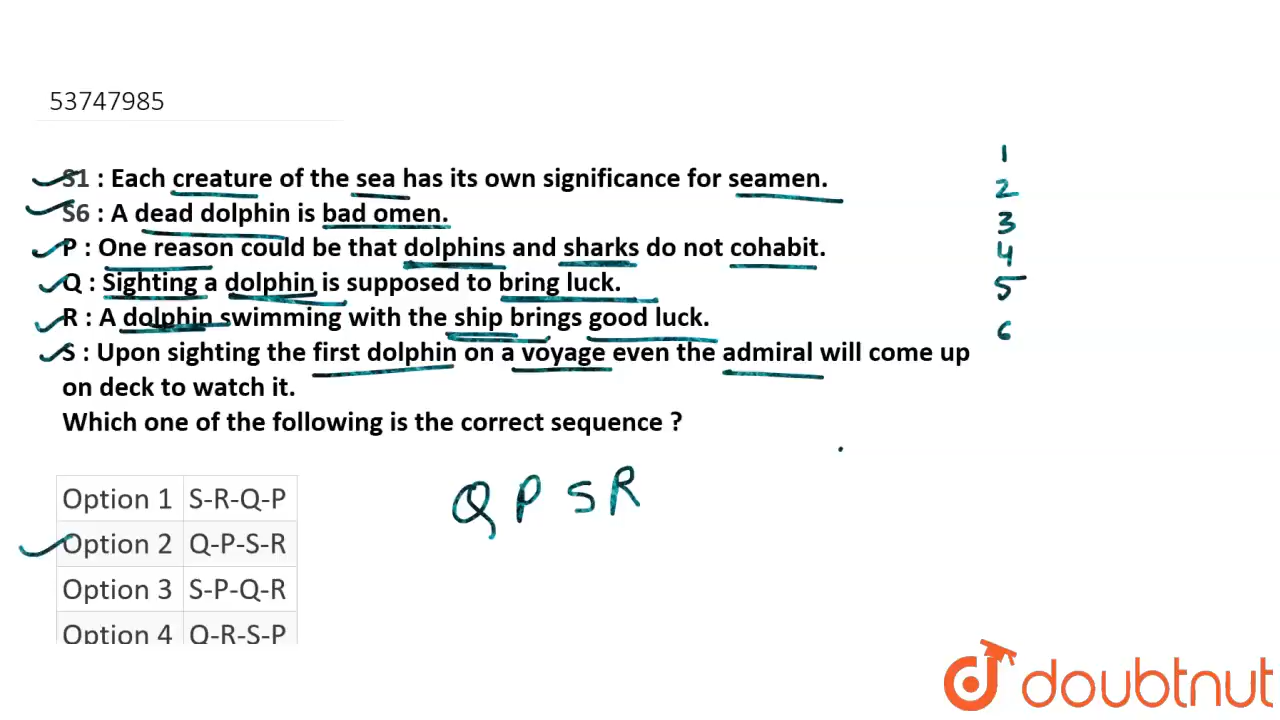 53747985
1
S1 : Each creature of the sea has its own significance for seamen.
2
S6 : A dead dolphin is bad omen.
3
P : One reason could be that dolphins and sharks do not cohabit.
4
Q : Sighting a dolphin is supposed to bring luck.
5
R : A dolphin swimming with the ship brings good luck.
6
S : Upon sighting the first dolphin on a voyage even the admiral will come up
on deck to watch it.
Which one of the following is the correct sequence ?
Option 1 S-R-Q-P
Q P S R
Option 2 Q-P-S-R
Option 3 S-P-Q-R
Option 4 Q-R-S-P
doubtnut